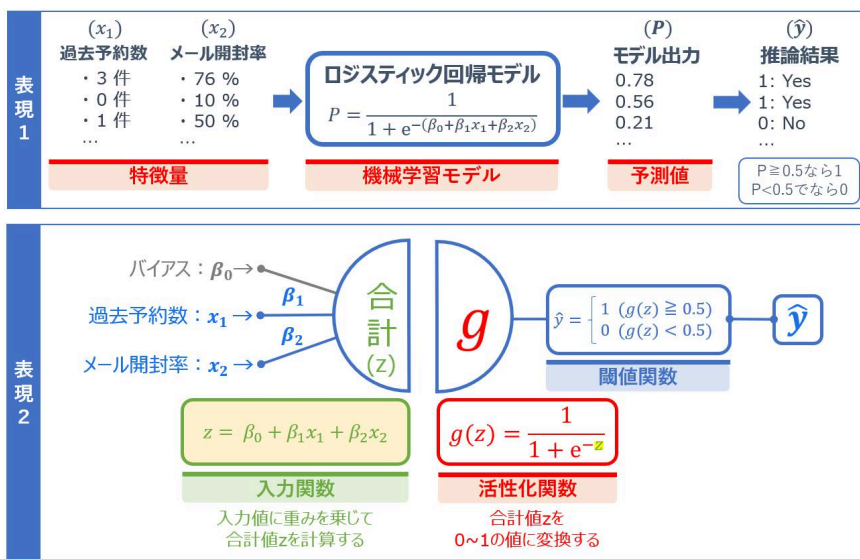 表現1
(x₁) (x₂) (P) (ŷ)
過去予約数 メール開封率 モデル出力 推論結果
・3 件 ・76 % ロジスティック回帰モデル 0.78 1: Yes
・0 件 ・10 % P = 1 / (1 + e^−(β₀+β₁x₁+β₂x₂)) 0.56 1: Yes
・1 件 ・50 % 0.21 0: No
… … … …
特徴量 機械学習モデル 予測値
P≧0.5なら1
P<0.5でなら0
表現2
バイアス：β₀→
過去予約数：x₁→ β₁
メール開封率：x₂→ β₂
合計
(z)
g
ŷ = { 1 (g(z) ≧ 0.5)
0 (g(z) < 0.5)
ŷ
閾値関数
z = β₀ + β₁x₁ + β₂x₂
入力関数
入力値に重みを乗じて
合計値zを計算する
g(z) = 1 / (1 + e^−z)
活性化関数
合計値zを
0~1の値に変換する